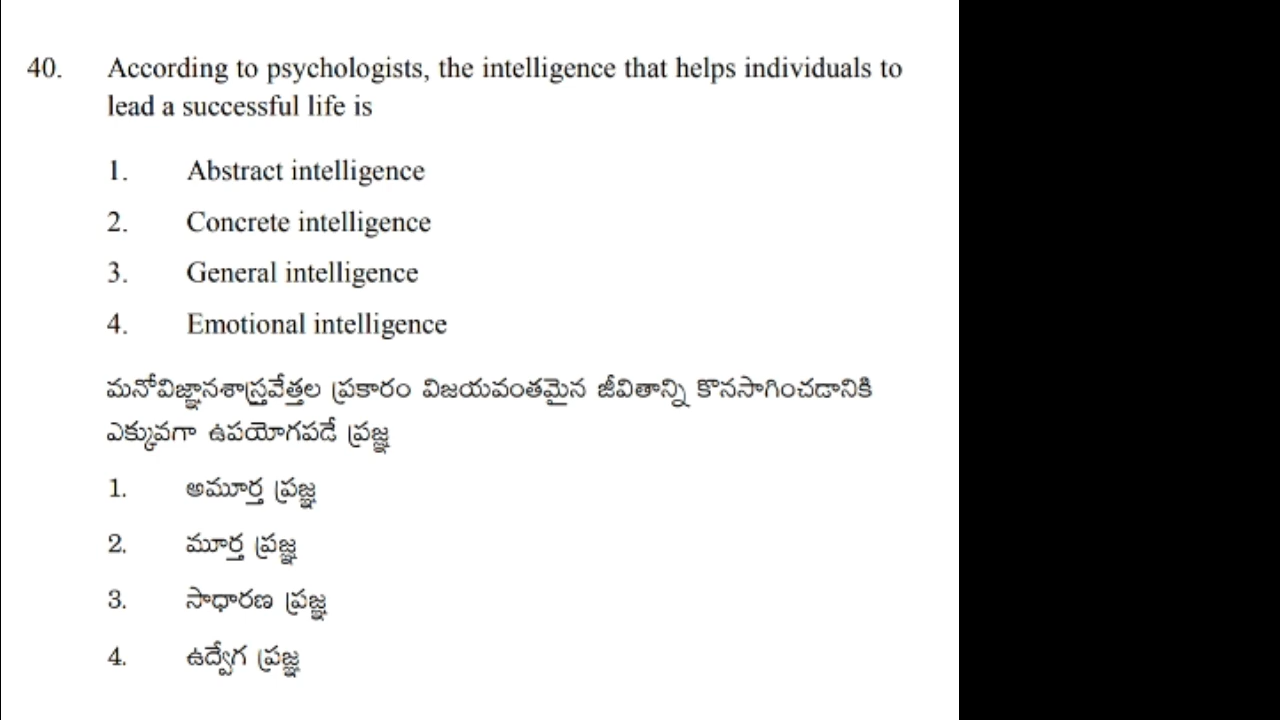 40. According to psychologists, the intelligence that helps individuals to
lead a successful life is
1. Abstract intelligence
2. Concrete intelligence
3. General intelligence
4. Emotional intelligence
మనోవిజ్ఞానశాస్త్రవేత్తల ప్రకారం విజయవంతమైన జీవితాన్ని కొనసాగించడానికి
ఎక్కువగా ఉపయోగపడే ప్రజ్ఞ
1. అమూర్త ప్రజ్ఞ
2. మూర్త ప్రజ్ఞ
3. సాధారణ ప్రజ్ఞ
4. ఉద్వేగ ప్రజ్ఞ